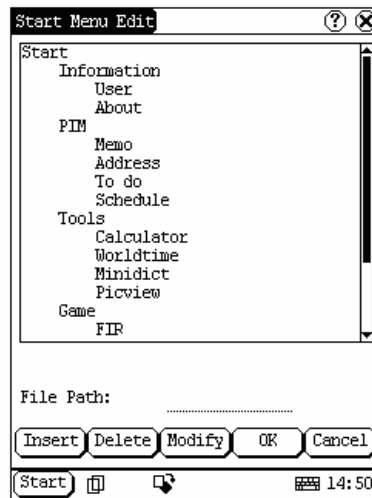 Start Menu Edit ?
Start
Information
User
About
PIM
Memo
Address
To do
Schedule
Tools
Calculator
Worldtime
Minidict
Picview
Game
FIR
File Path:
Insert Delete Modify OK Cancel
Start 14:50